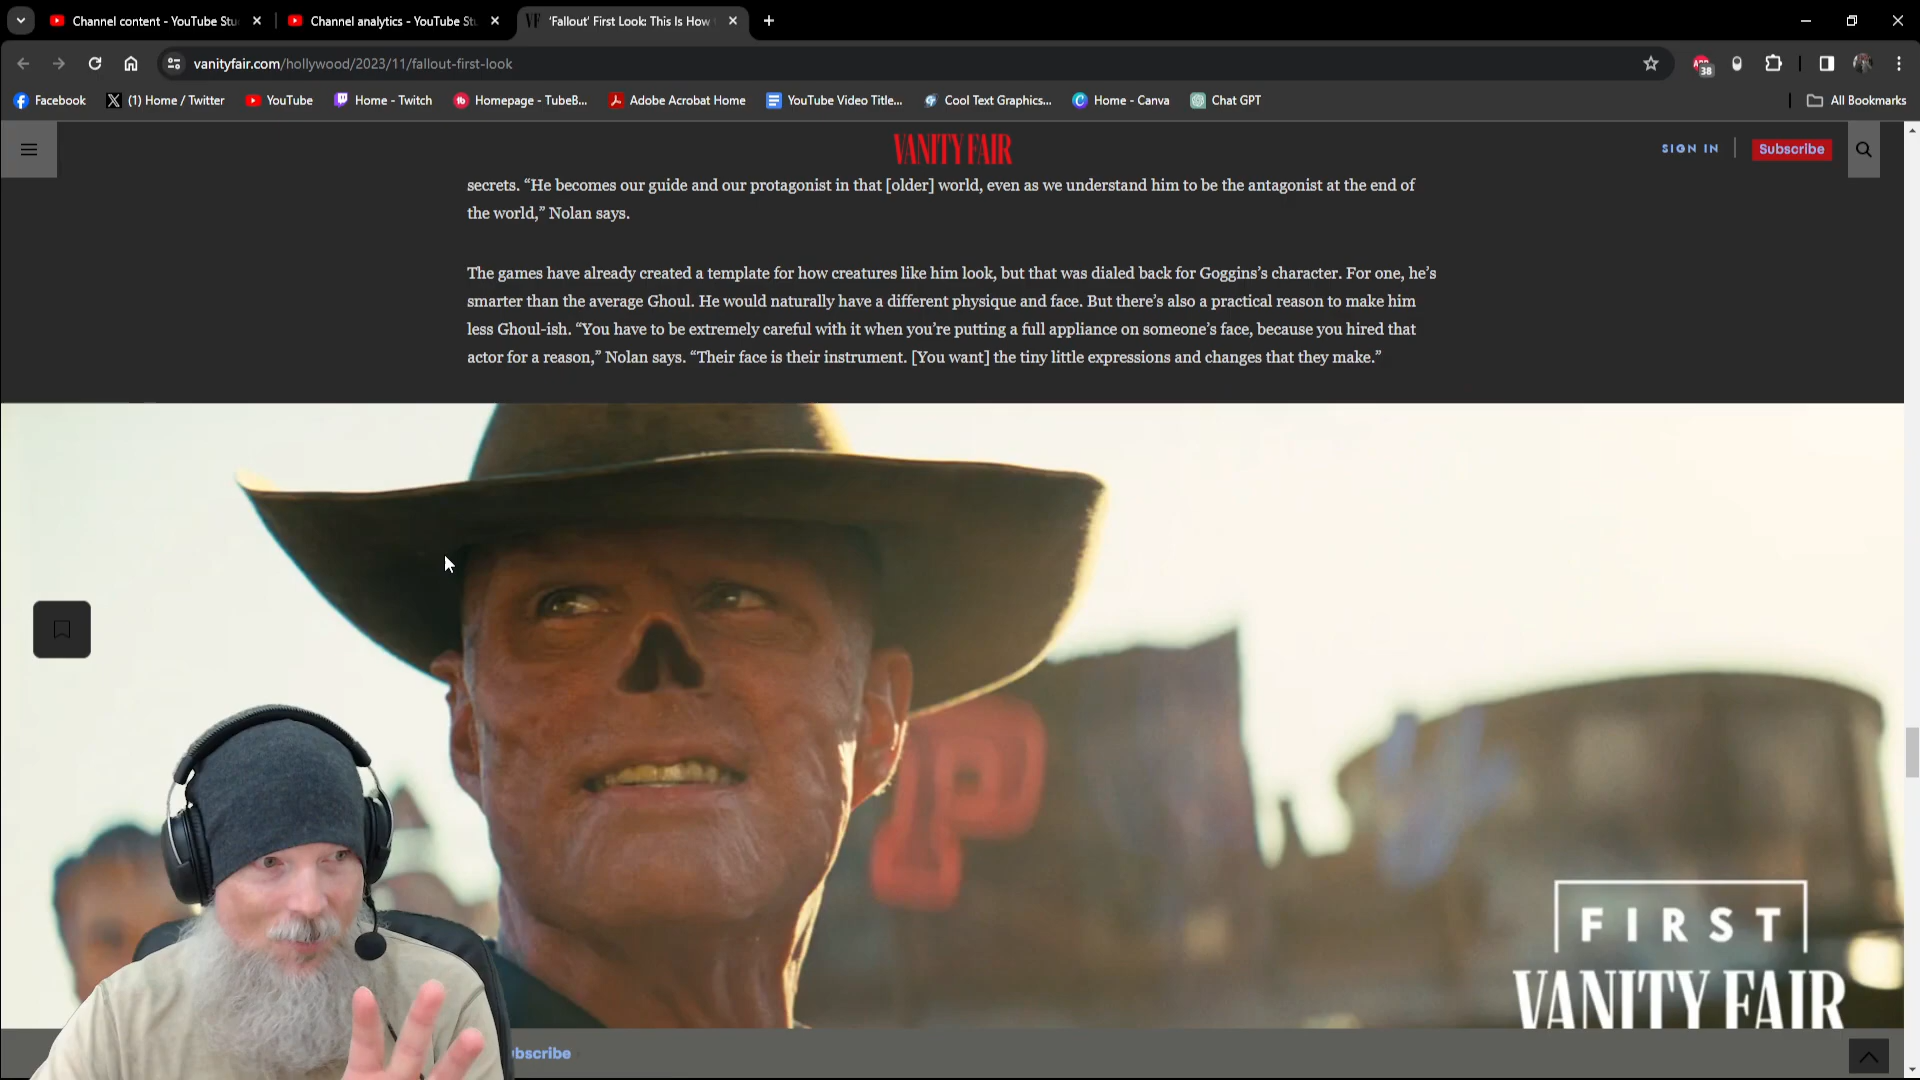 Channel content - YouTube Stu
Channel analytics - YouTube St
'Fallout' First Look: This Is How
vanityfair.com/hollywood/2023/11/fallout-first-look
38
Facebook
(1) Home / Twitter
YouTube
Home - Twitch
Homepage - TubeB...
Adobe Acrobat Home
YouTube Video Title...
Cool Text Graphics...
Home - Canva
Chat GPT
All Bookmarks
VANITY FAIR
SIGN IN
Subscribe
secrets. “He becomes our guide and our protagonist in that [older] world, even as we understand him to be the antagonist at the end of
the world,” Nolan says.
The games have already created a template for how creatures like him look, but that was dialed back for Goggins’s character. For one, he’s
smarter than the average Ghoul. He would naturally have a different physique and face. But there’s also a practical reason to make him
less Ghoul-ish. “You have to be extremely careful with it when you’re putting a full appliance on someone’s face, because you hired that
actor for a reason,” Nolan says. “Their face is their instrument. [You want] the tiny little expressions and changes that they make.”
FIRST
VANITY FAIR
ubscribe